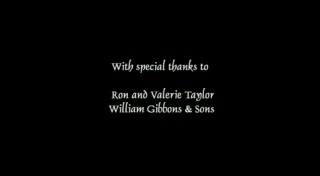 With special thanks to
Ron and Valerie Taylor
William Gibbons & Sons